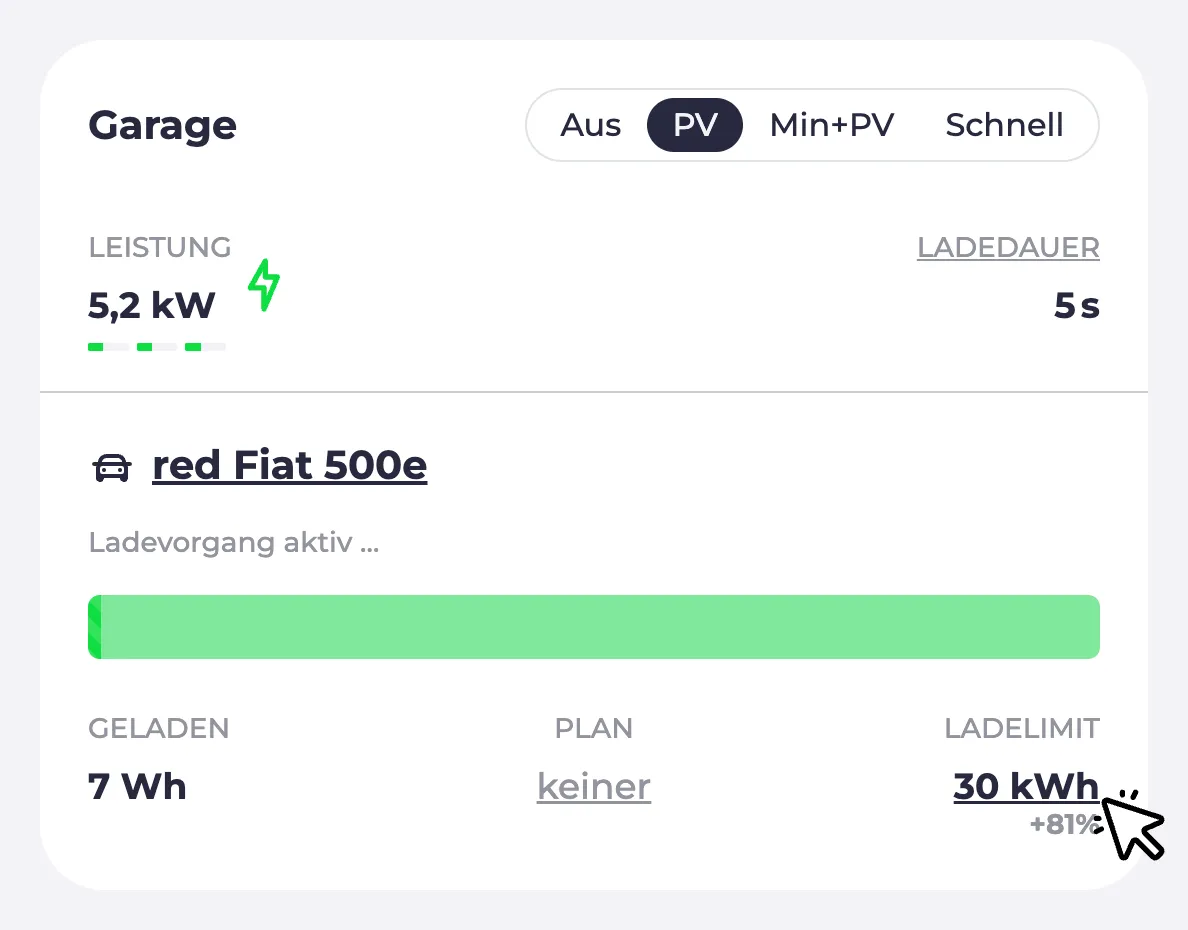 Garage
Aus PV Min+PV Schnell
LEISTUNG
LADEDAUER
5,2 kW
5 s
red Fiat 500e
Ladevorgang aktiv ...
GELADEN
PLAN
LADELIMIT
7 Wh
keiner
30 kWh
+81%